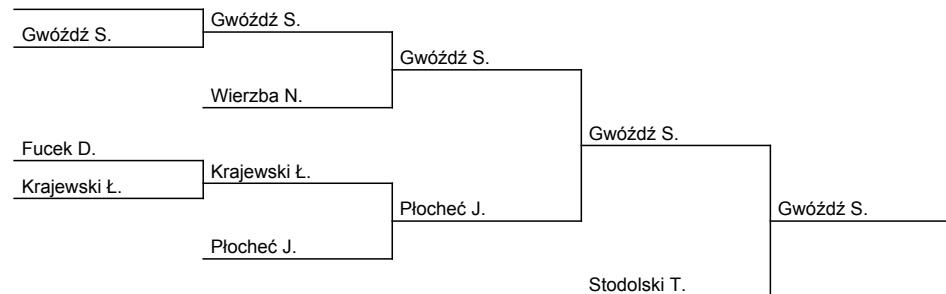 Gwóźdź S.
Gwóźdź S.
Gwóźdź S.
Wierzba N.
Gwóźdź S.
Fucek D.
Krajewski Ł.
Krajewski Ł.
Płocheć J.
Gwóźdź S.
Płocheć J.
Stodolski T.